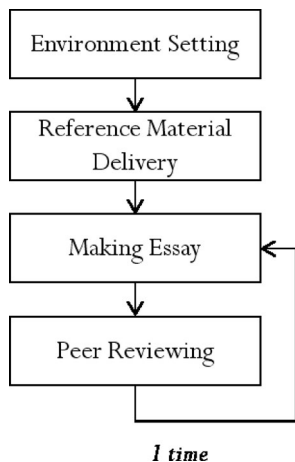 Environment Setting
Reference Material
Delivery
Making Essay
Peer Reviewing
1 time